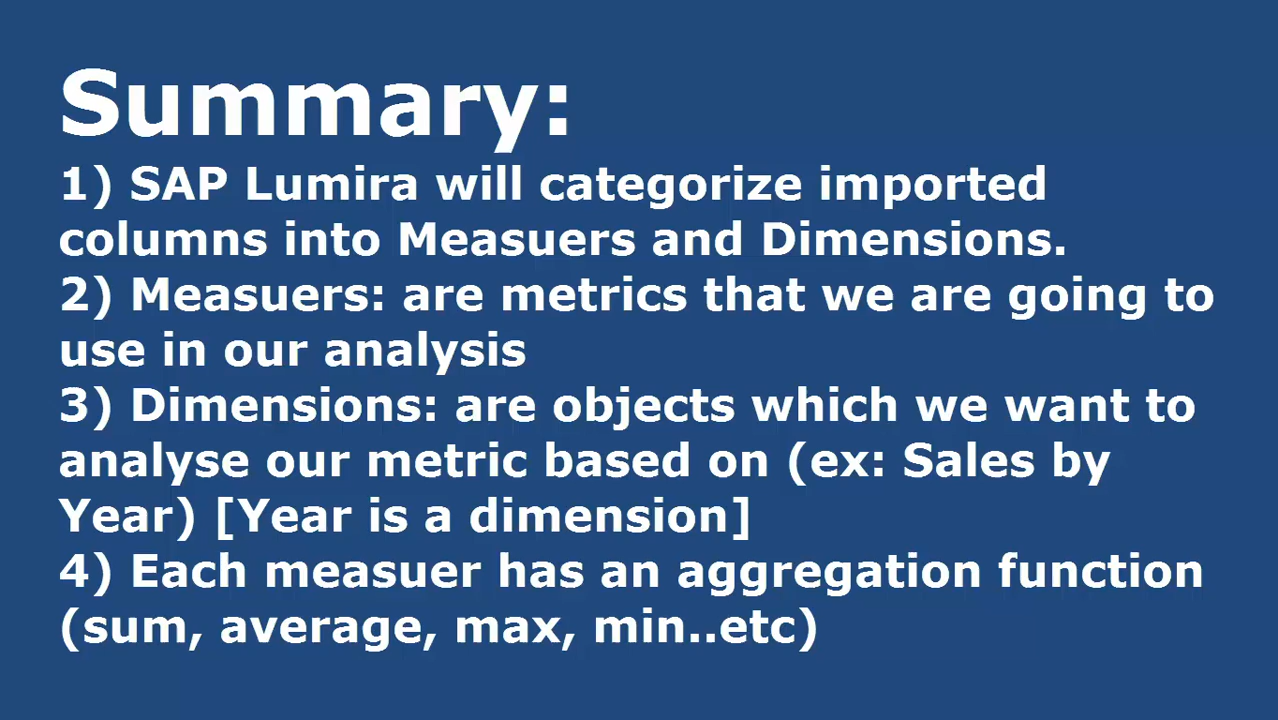 Summary:
1) SAP Lumira will categorize imported
columns into Measuers and Dimensions.
2) Measuers: are metrics that we are going to
use in our analysis
3) Dimensions: are objects which we want to
analyse our metric based on (ex: Sales by
Year) [Year is a dimension]
4) Each measuer has an aggregation function
(sum, average, max, min..etc)